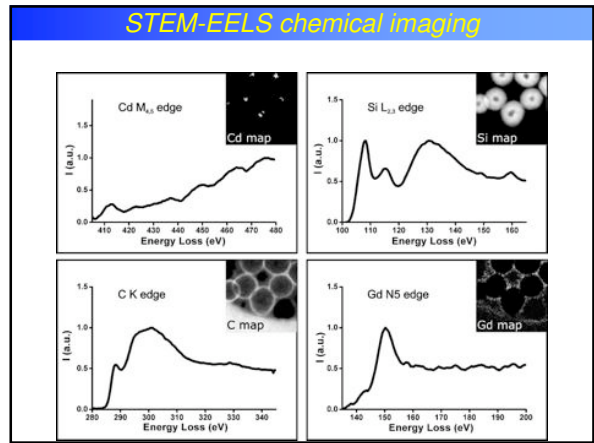 STEM-EELS chemical imaging
Cd M4,5 edge
Cd map
I (a.u.)
1.5
1.0
0.5
0.0
410 420 430 440 450 460 470 480
Energy Loss (eV)
Si L2,3 edge
Si map
I (a.u.)
1.5
1.0
0.5
0.0
100 110 120 130 140 150 160
Energy Loss (eV)
C K edge
C map
I (a.u.)
1.5
1.0
0.5
0.0
280 290 300 310 320 330 340
Energy Loss (eV)
Gd N5 edge
Gd map
I (a.u.)
1.5
1.0
0.5
0.0
140 150 160 170 180 190 200
Energy Loss (eV)